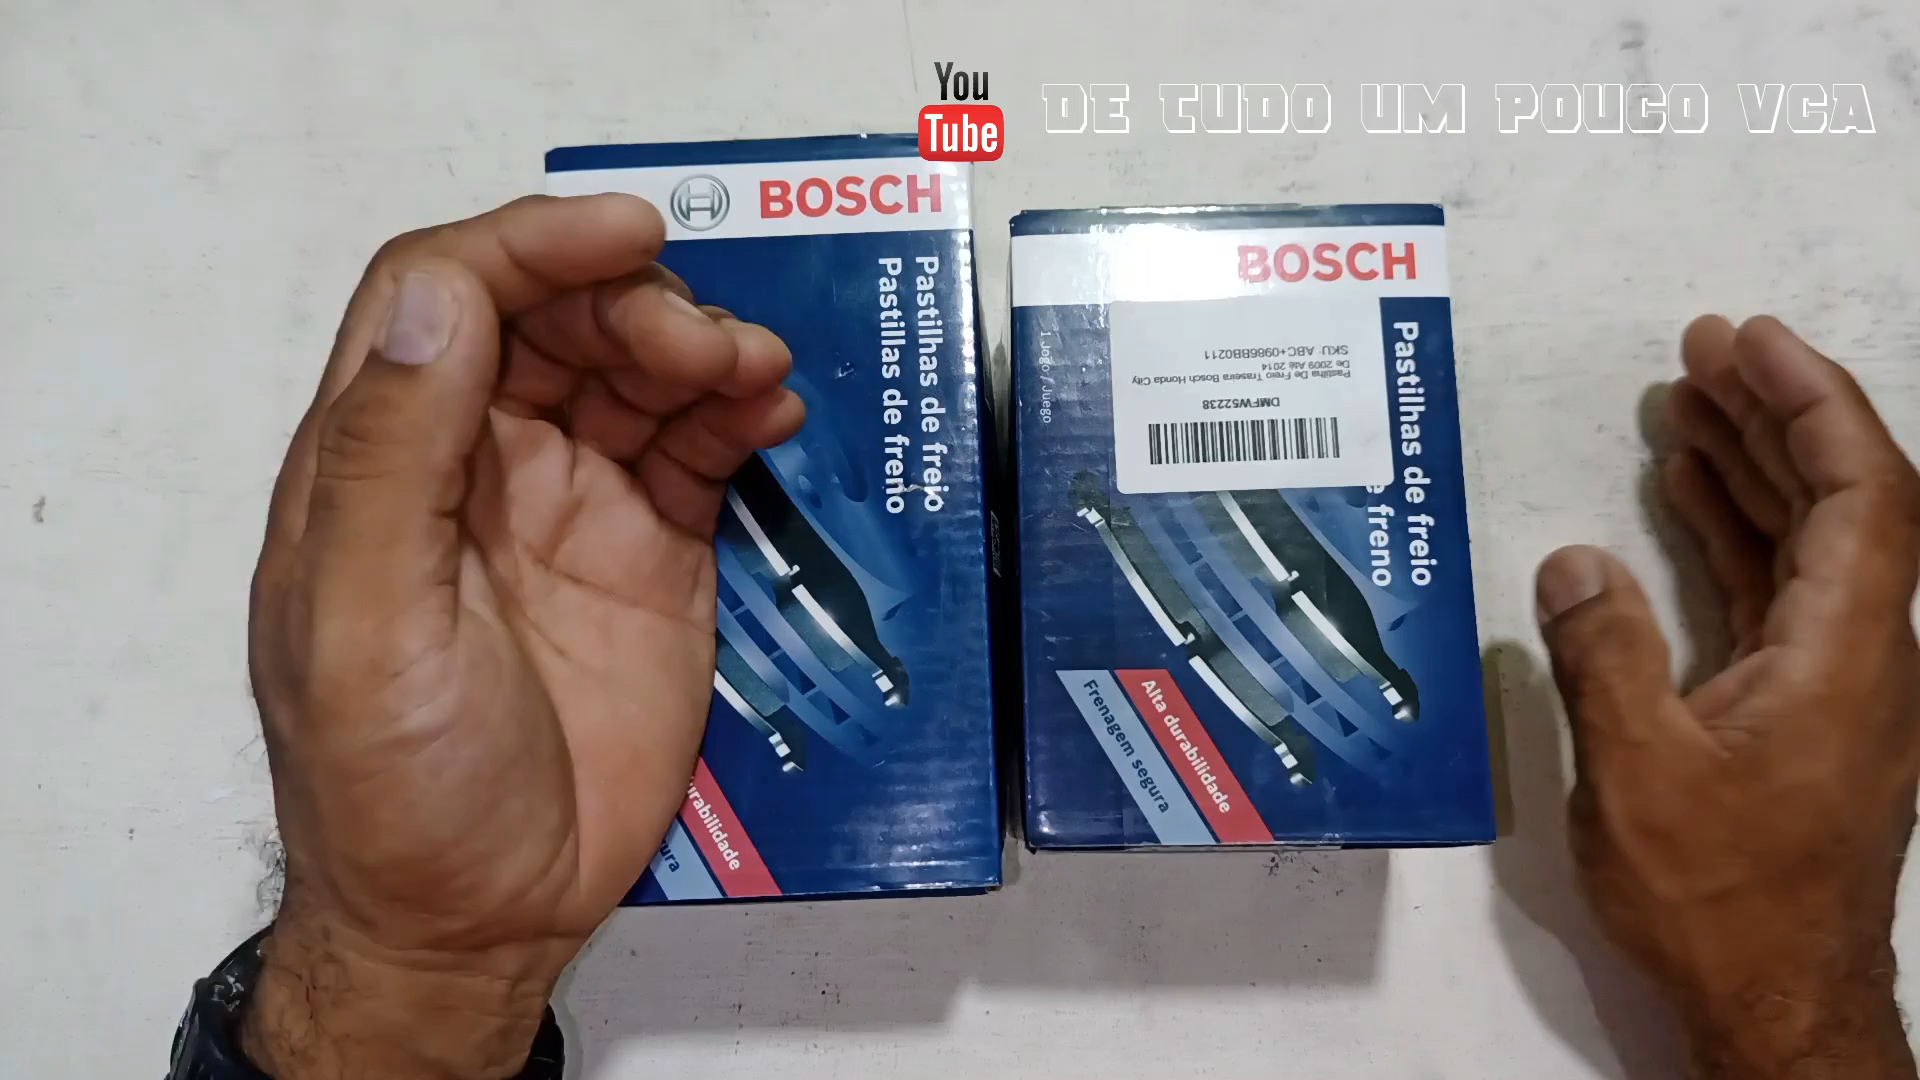 You
Tube
DE TUDO UM POUCO VCA
BOSCH
Pastilhas de freio
Pastillas de freno
urabilidade
ura
BOSCH
1 Jogo / Juego
SKU: ABC+0986BB0211
De 2009 Até 2014
Pastilha De Freio Traseira Bosch Honda City
DMFW52238
Pastilhas de freio
e freno
Alta durabilidade
Frenagem segura